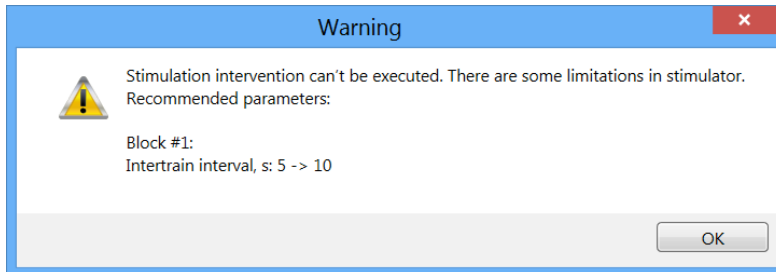 Warning
Stimulation intervention can't be executed. There are some limitations in stimulator.
Recommended parameters:
Block #1:
Intertrain interval, s: 5 -> 10
OK